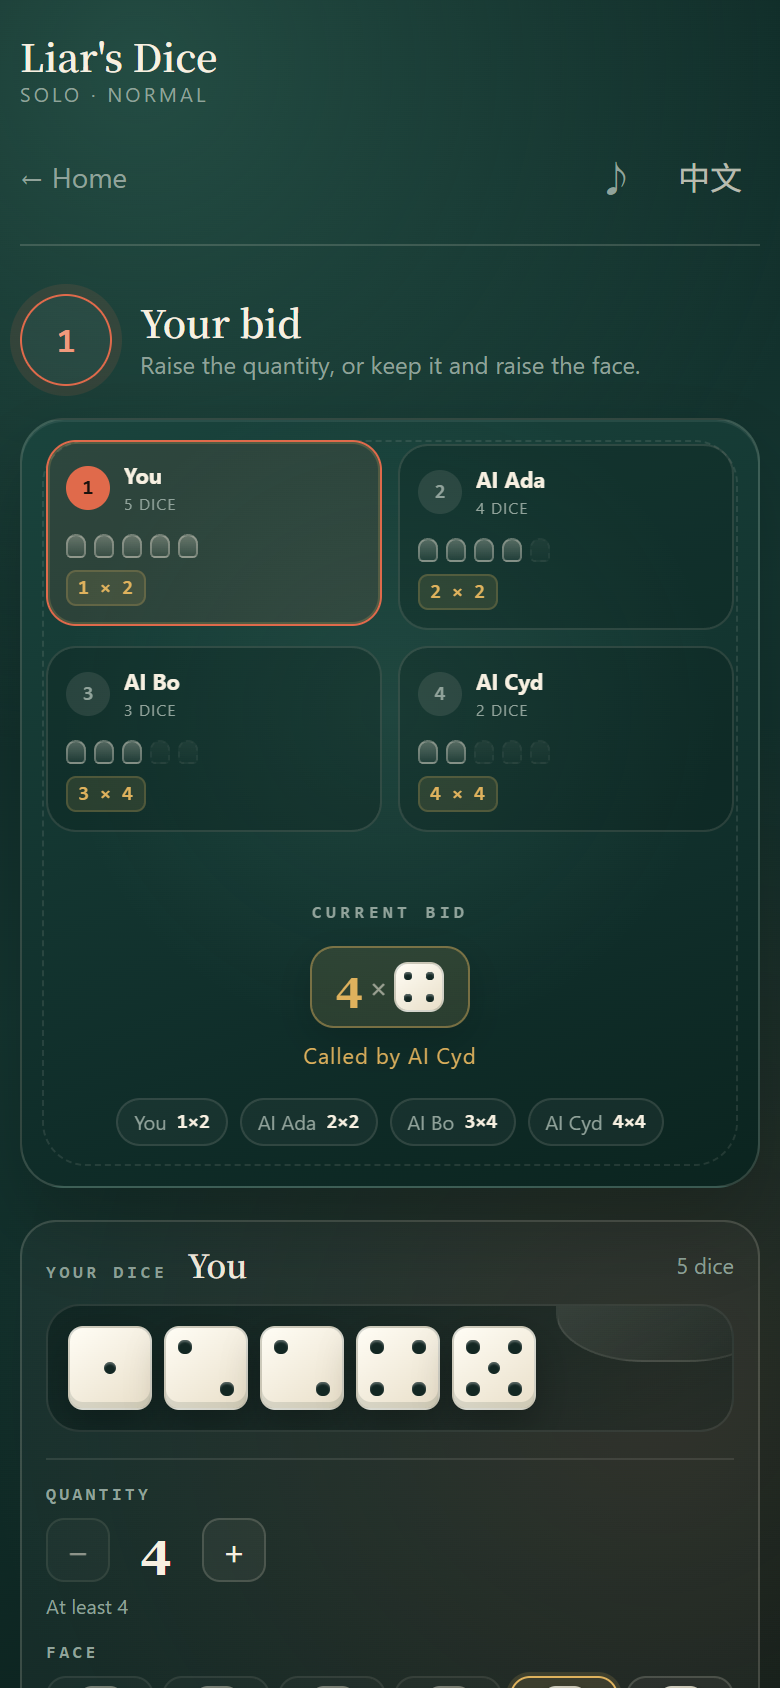 Liar's Dice
SOLO · NORMAL
← Home
中文
1
Your bid
Raise the quantity, or keep it and raise the face.
1
You
5 DICE
1 × 2
2
AI Ada
4 DICE
2 × 2
3
AI Bo
3 DICE
3 × 4
4
AI Cyd
2 DICE
4 × 4
CURRENT BID
4 ×
Called by AI Cyd
You 1×2
AI Ada 2×2
AI Bo 3×4
AI Cyd 4×4
YOUR DICE You
5 dice
QUANTITY
− 4 +
At least 4
FACE